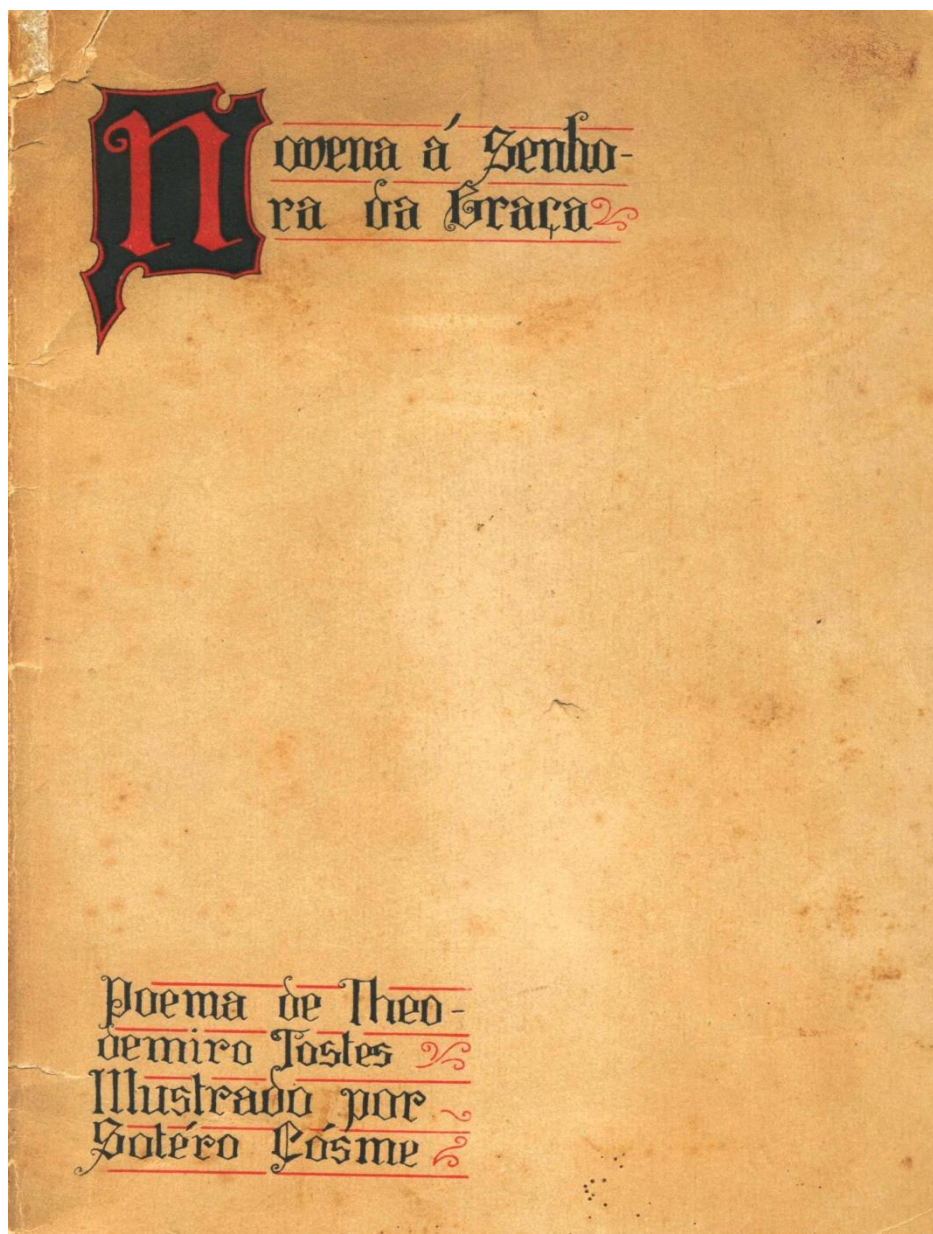 Novena á Senho-
ra da Graça
Poema de Theo-
demiro Tostes
Illustrado por
Sotéro Cósme